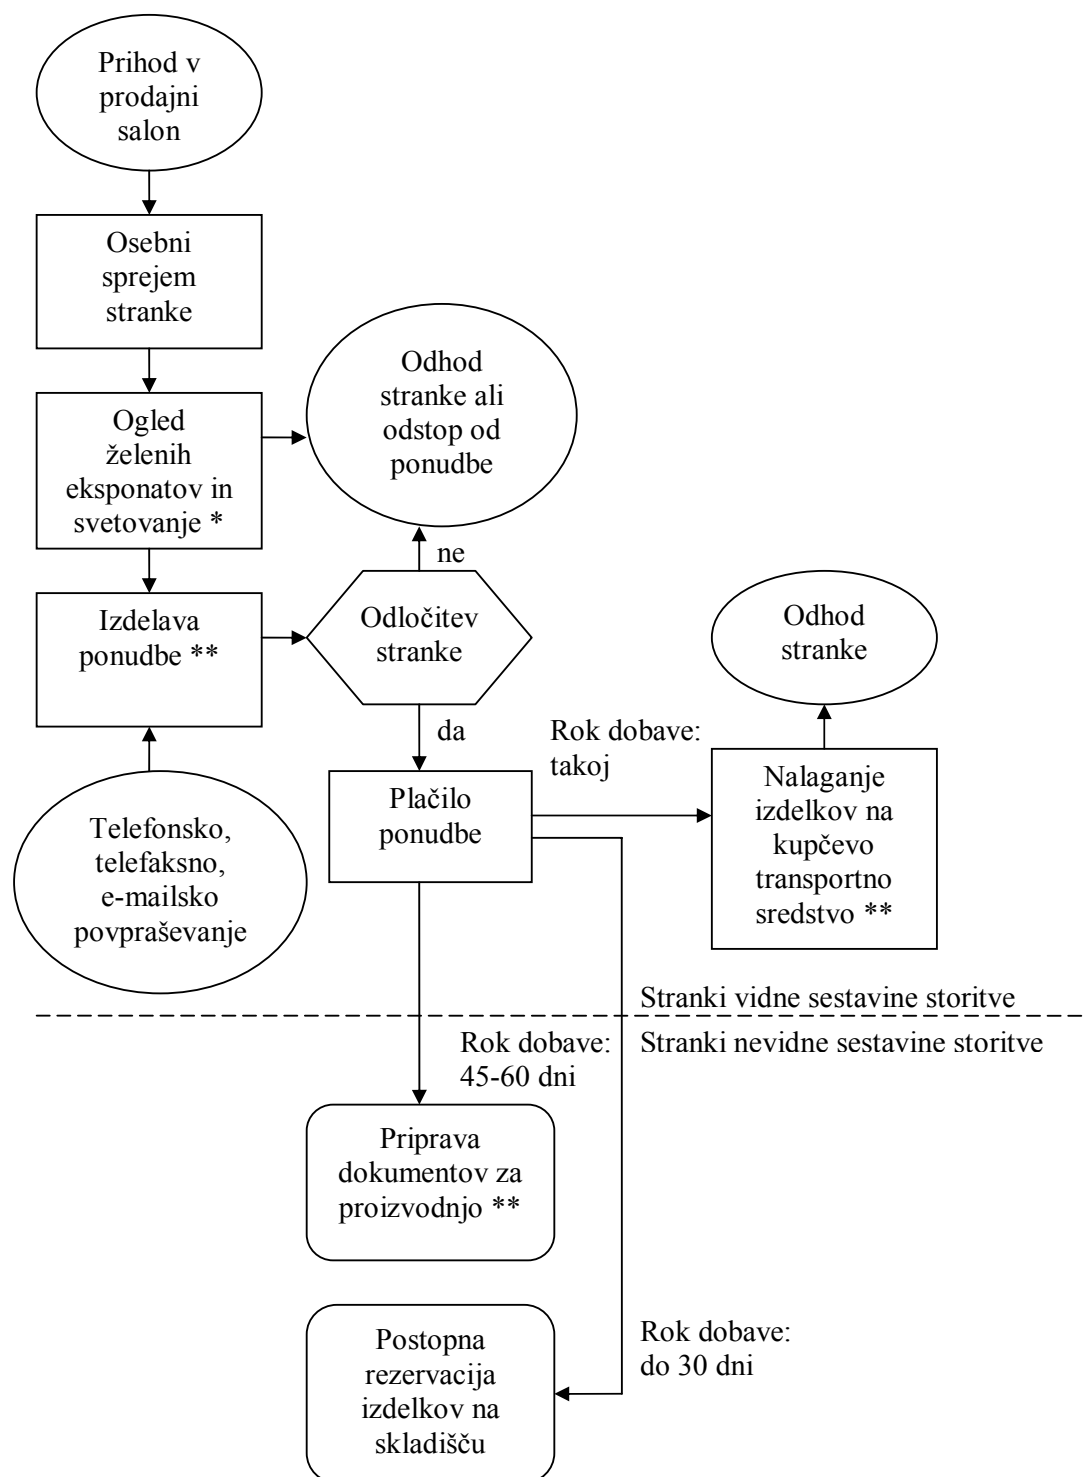 Prihod v
prodajni
salon
Osebni
sprejem
stranke
Ogled
želenih
eksponatov in
svetovanje *
Odhod
stranke ali
odstop od
ponudbe
ne
Izdelava
ponudbe **
Odločitev
stranke
Odhod
stranke
da
Rok dobave:
takoj
Telefonsko,
telefaksno,
e-mailsko
povpraševanje
Plačilo
ponudbe
Nalaganje
izdelkov na
kupčevo
transportno
sredstvo **
Stranki vidne sestavine storitve
Stranki nevidne sestavine storitve
Rok dobave:
45-60 dni
Priprava
dokumentov za
proizvodnjo **
Postopna
rezervacija
izdelkov na
skladišču
Rok dobave:
do 30 dni